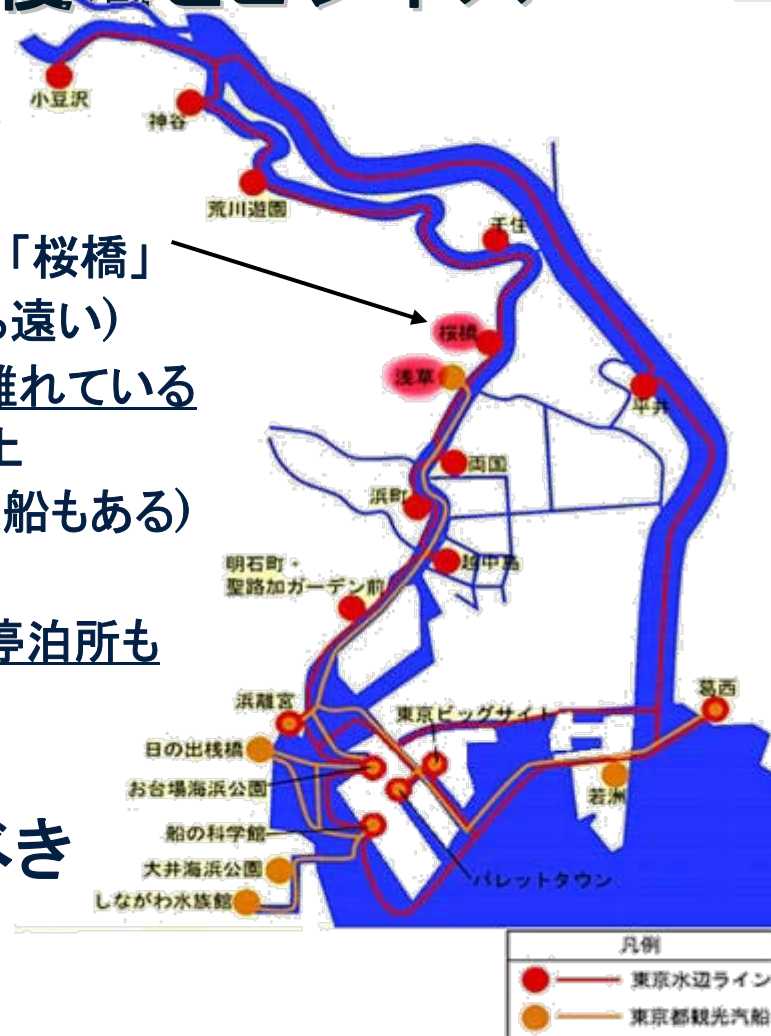 小豆沢
神谷
荒川遊園
千住
「桜橋」
遠い)
桜橋
離れている
浅草
平井
両国
船もある)
浜町
越中島
明石町・
聖路加ガーデン前
停泊所も
浜離宮
東京ビッグサイト
葛西
日の出桟橋
お台場海浜公園
若洲
船の科学館
べき
大井海浜公園
パレットタウン
しながわ水族館
凡例
東京水辺ライン
東京都観光汽船